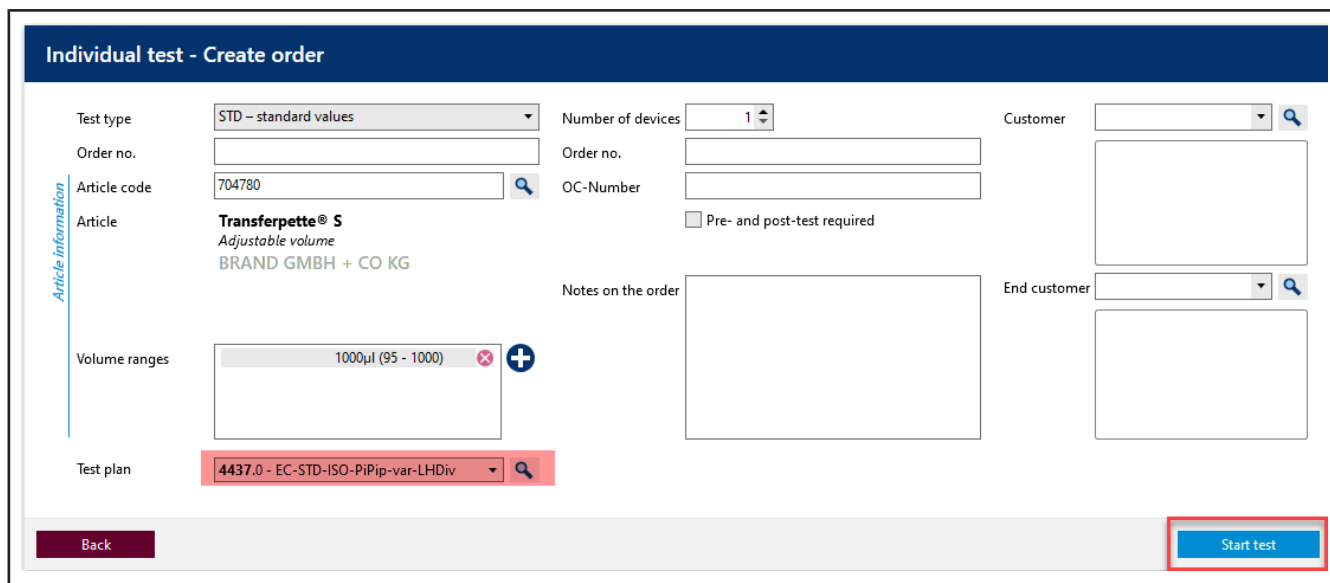 Individual test - Create order
Test type
STD – standard values
Order no.
Article information
Article code
704780
Article
Transferpette® S
Adjustable volume
BRAND GMBH + CO KG
Volume ranges
1000µl (95 - 1000)
Test plan
4437.0 - EC-STD-ISO-PiPip-var-LHDiv
Number of devices
1
Order no.
OC-Number
Pre- and post-test required
Notes on the order
Customer
End customer
Back
Start test